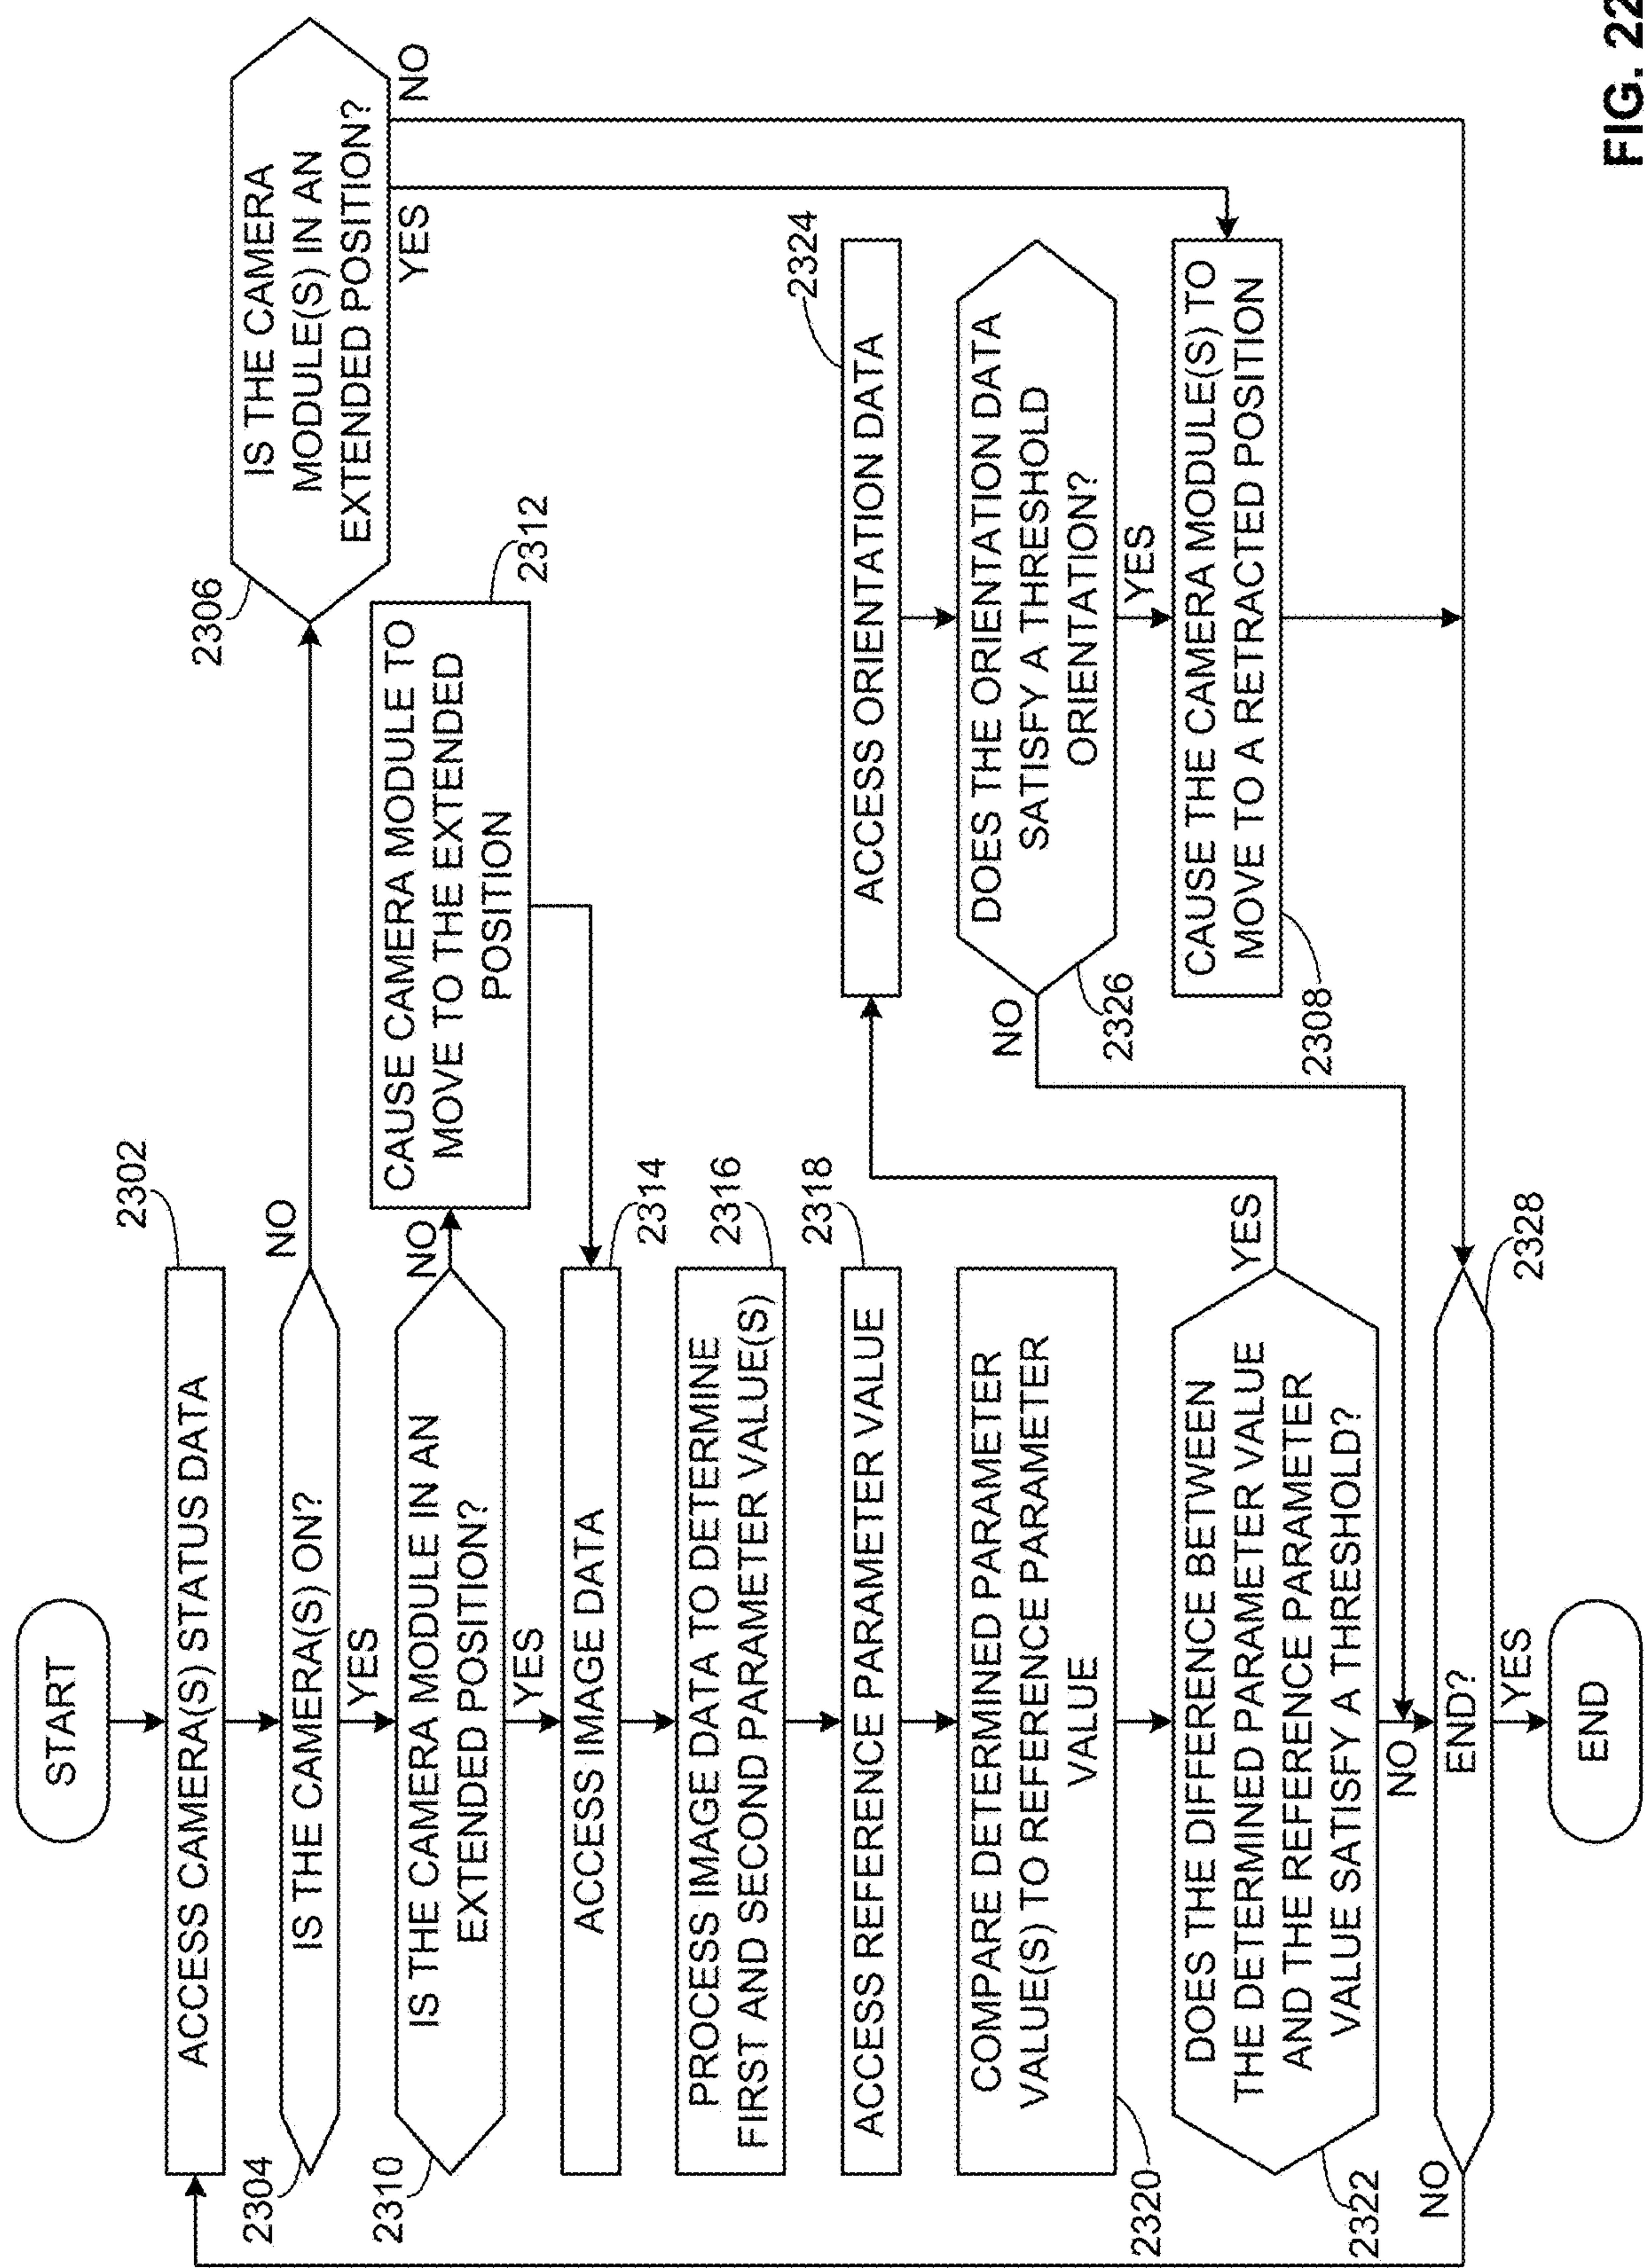 START
2302
ACCESS CAMERA(S) STATUS DATA
2304
IS THE CAMERA(S) ON?
NO
YES
2306
IS THE CAMERA
MODULE(S) IN AN
EXTENDED POSITION?
YES
NO
2310
IS THE CAMERA MODULE IN AN
EXTENDED POSITION?
NO
YES
CAUSE CAMERA MODULE TO
MOVE TO THE EXTENDED
POSITION
2312
ACCESS IMAGE DATA
2314
PROCESS IMAGE DATA TO DETERMINE
FIRST AND SECOND PARAMETER VALUE(S)
2316
ACCESS REFERENCE PARAMETER VALUE
2318
COMPARE DETERMINED PARAMETER
VALUE(S) TO REFERENCE PARAMETER
VALUE
2320
DOES THE DIFFERENCE BETWEEN
THE DETERMINED PARAMETER VALUE
AND THE REFERENCE PARAMETER
VALUE SATISFY A THRESHOLD?
2322
YES
NO
ACCESS ORIENTATION DATA
2324
DOES THE ORIENTATION DATA
SATISFY A THRESHOLD
ORIENTATION?
2326
NO
YES
CAUSE THE CAMERA MODULE(S) TO
MOVE TO A RETRACTED POSITION
2308
END?
2328
NO
YES
END
FIG. 22